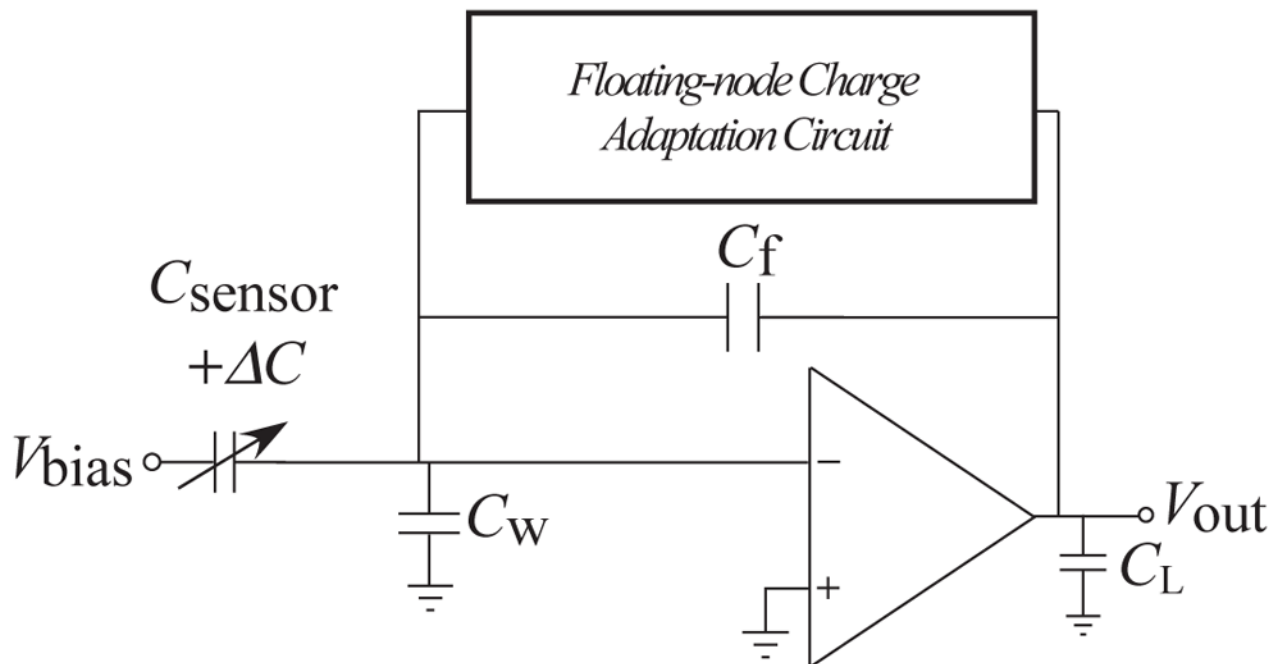 Floating-node Charge
Adaptation Circuit
Cf
Csensor
+ΔC
Vbias
−
Cw
+
Vout
CL